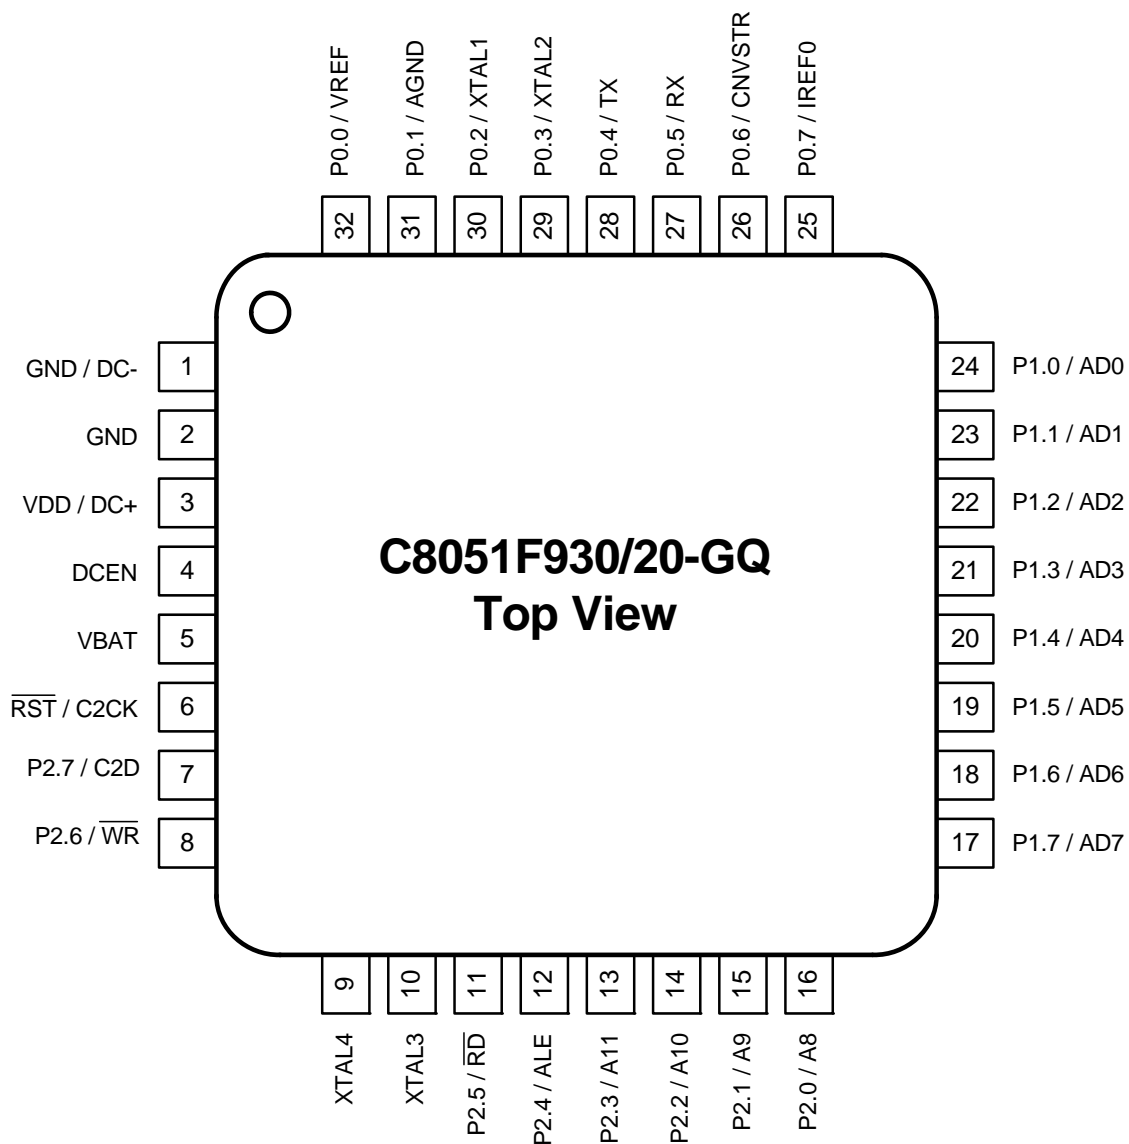 P0.0 / VREF
P0.1 / AGND
P0.2 / XTAL1
P0.3 / XTAL2
P0.4 / TX
P0.5 / RX
P0.6 / CNVSTR
P0.7 / IREF0
32
31
30
29
28
27
26
25
GND / DC- 1
GND 2
VDD / DC+ 3
DCEN 4
VBAT 5
R̅S̅T̅ / C2CK 6
P2.7 / C2D 7
P2.6 / W̅R̅ 8
C8051F930/20-GQ
Top View
24 P1.0 / AD0
23 P1.1 / AD1
22 P1.2 / AD2
21 P1.3 / AD3
20 P1.4 / AD4
19 P1.5 / AD5
18 P1.6 / AD6
17 P1.7 / AD7
9
10
11
12
13
14
15
16
XTAL4
XTAL3
P2.5 / R̅D̅
P2.4 / ALE
P2.3 / A11
P2.2 / A10
P2.1 / A9
P2.0 / A8